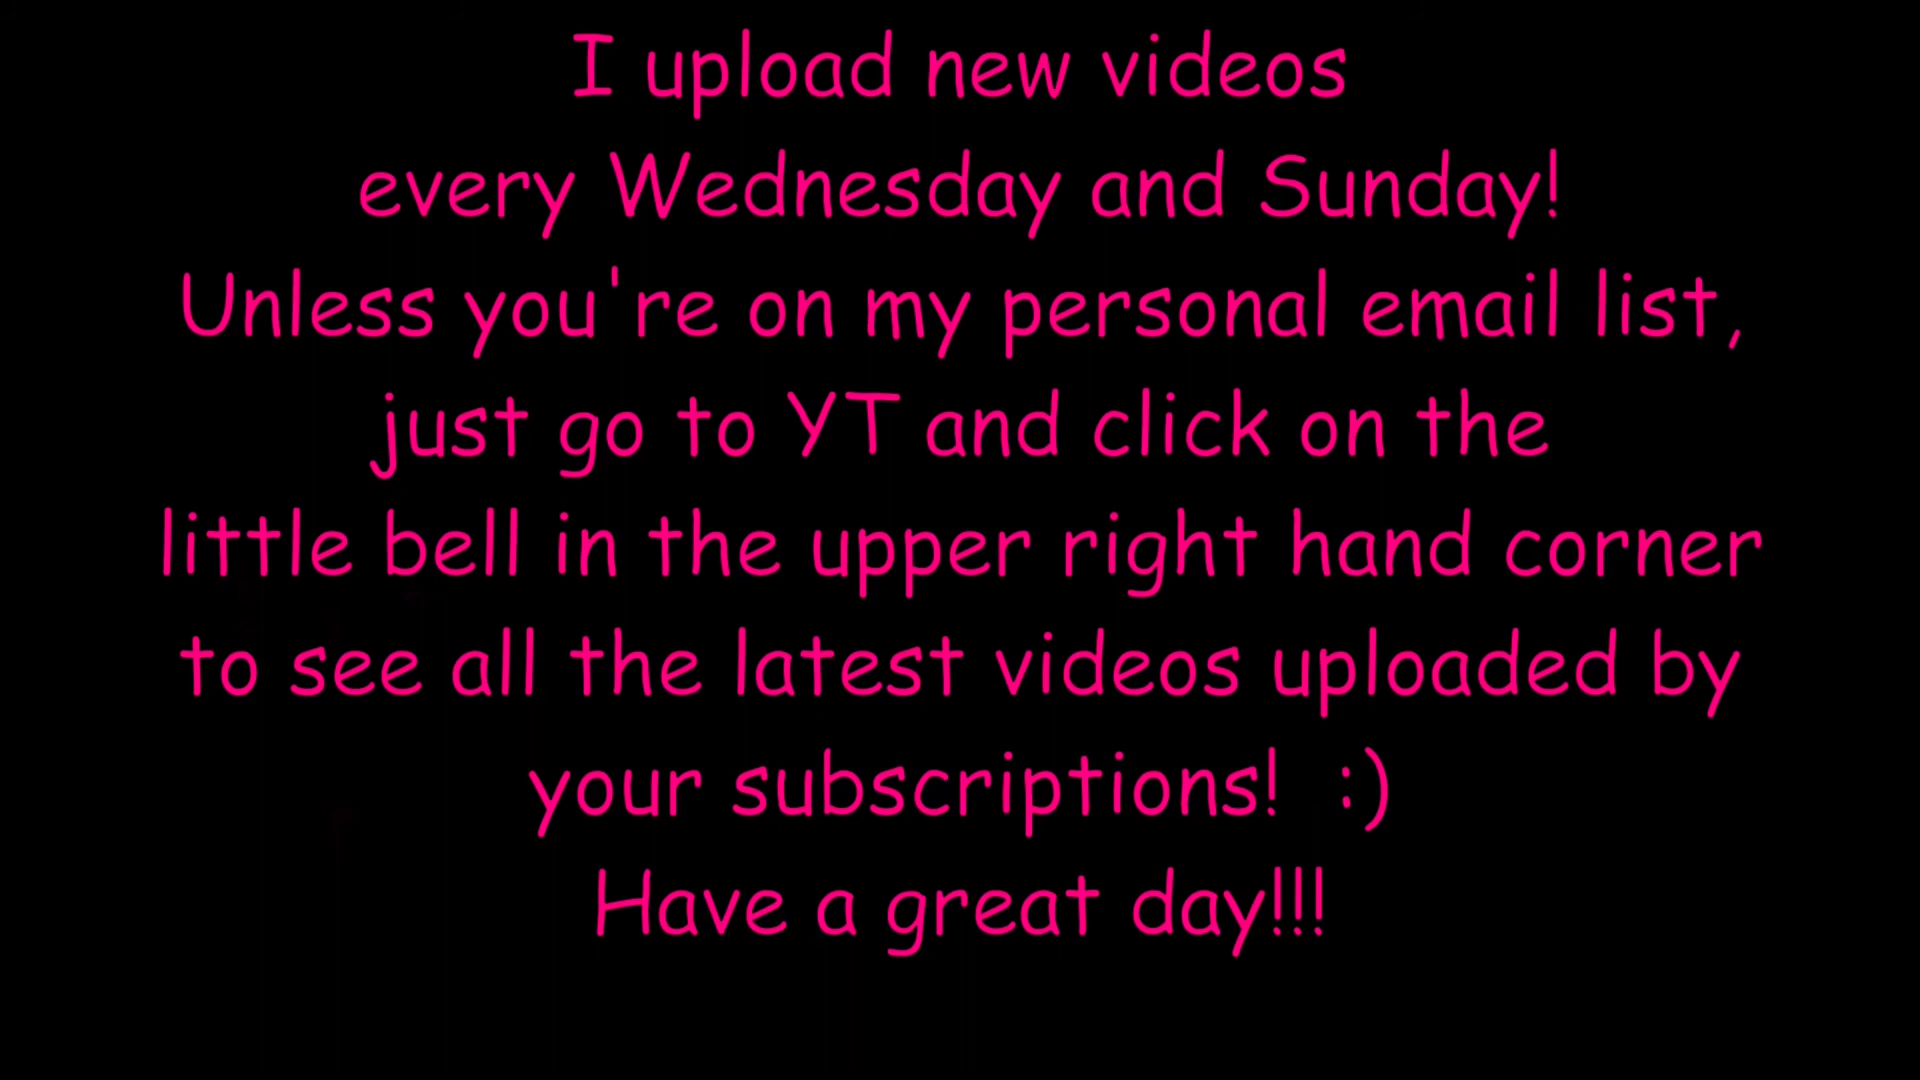 I upload new videos
every Wednesday and Sunday!
Unless you're on my personal email list,
just go to YT and click on the
little bell in the upper right hand corner
to see all the latest videos uploaded by
your subscriptions!  :)
Have a great day!!!